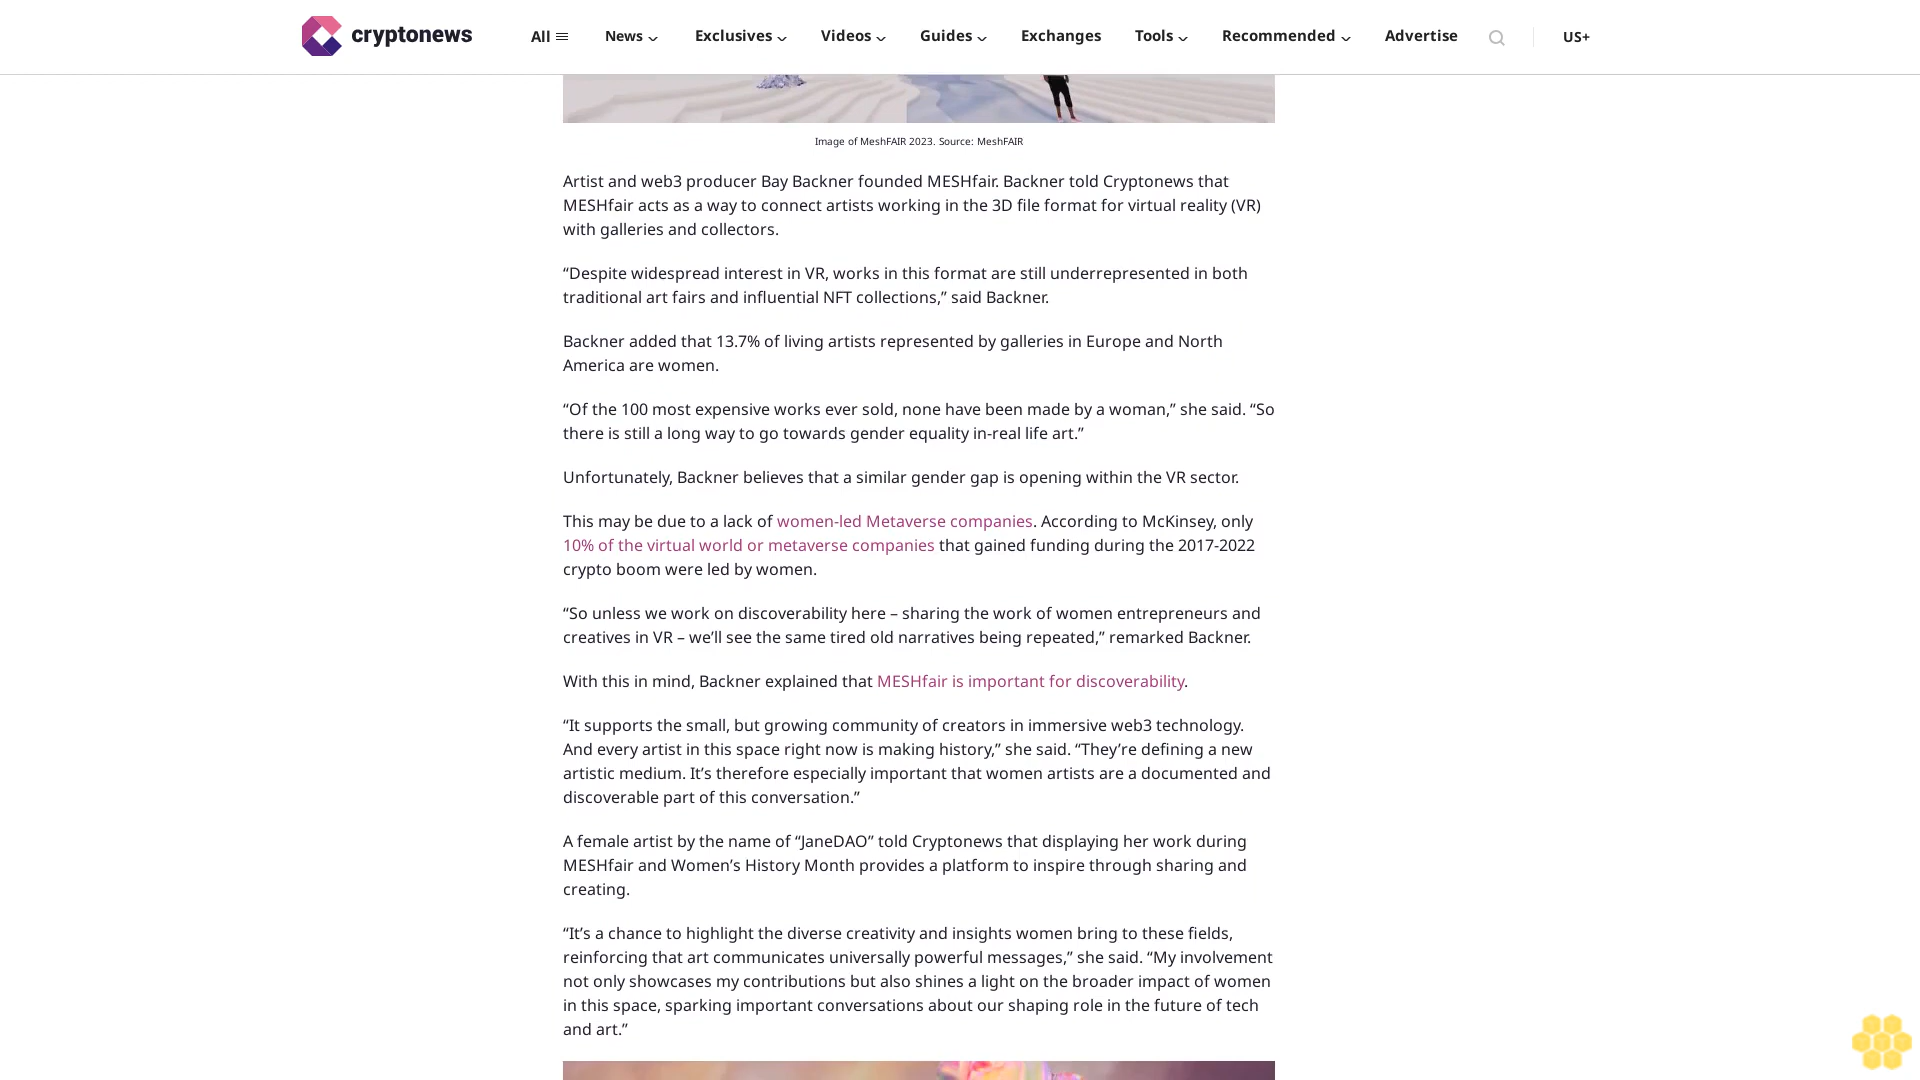 cryptonews
All
News
Exclusives
Videos
Guides
Exchanges
Tools
Recommended
Advertise
US+
Image of MeshFAIR 2023. Source: MeshFAIR
Artist and web3 producer Bay Backner founded MESHfair. Backner told Cryptonews that
MESHfair acts as a way to connect artists working in the 3D file format for virtual reality (VR)
with galleries and collectors.
“Despite widespread interest in VR, works in this format are still underrepresented in both
traditional art fairs and influential NFT collections,” said Backner.
Backner added that 13.7% of living artists represented by galleries in Europe and North
America are women.
“Of the 100 most expensive works ever sold, none have been made by a woman,” she said. “So
there is still a long way to go towards gender equality in-real life art.”
Unfortunately, Backner believes that a similar gender gap is opening within the VR sector.
This may be due to a lack of women-led Metaverse companies. According to McKinsey, only
10% of the virtual world or metaverse companies that gained funding during the 2017-2022
crypto boom were led by women.
“So unless we work on discoverability here – sharing the work of women entrepreneurs and
creatives in VR – we’ll see the same tired old narratives being repeated,” remarked Backner.
With this in mind, Backner explained that MESHfair is important for discoverability.
“It supports the small, but growing community of creators in immersive web3 technology.
And every artist in this space right now is making history,” she said. “They’re defining a new
artistic medium. It’s therefore especially important that women artists are a documented and
discoverable part of this conversation.”
A female artist by the name of “JaneDAO” told Cryptonews that displaying her work during
MESHfair and Women’s History Month provides a platform to inspire through sharing and
creating.
“It’s a chance to highlight the diverse creativity and insights women bring to these fields,
reinforcing that art communicates universally powerful messages,” she said. “My involvement
not only showcases my contributions but also shines a light on the broader impact of women
in this space, sparking important conversations about our shaping role in the future of tech
and art.”